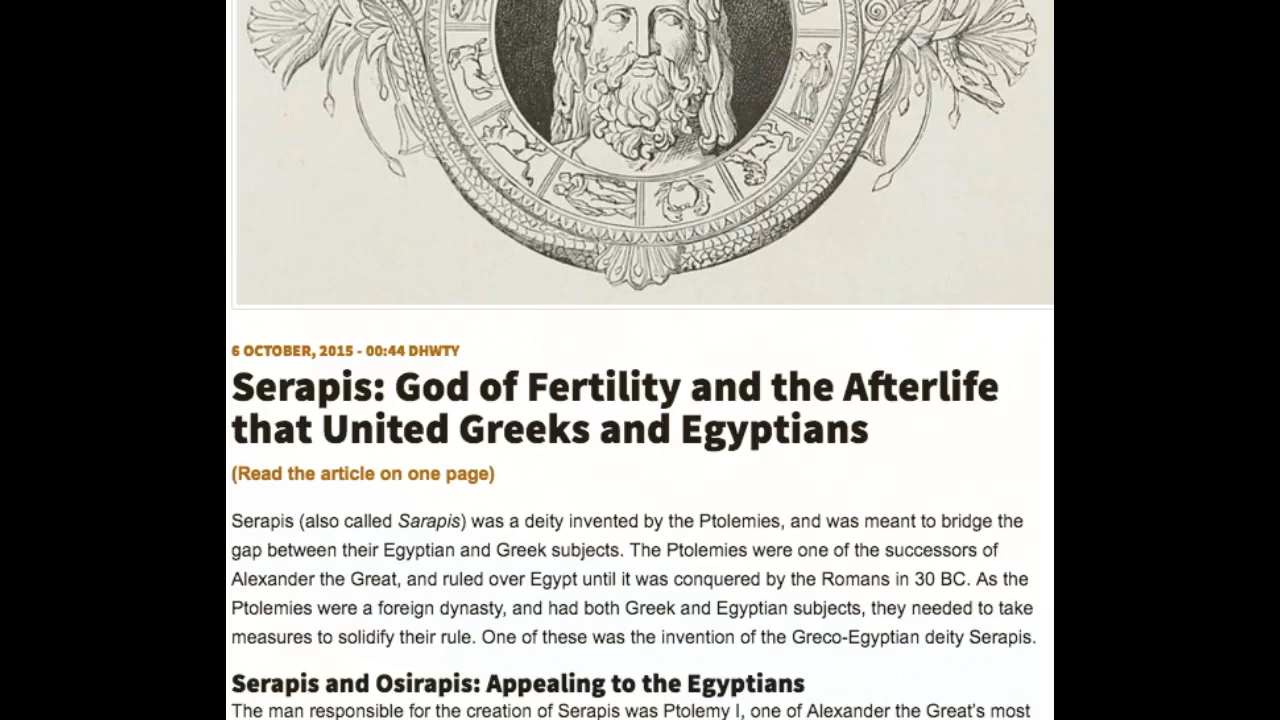 6 OCTOBER, 2015 - 00:44 DHWTY
Serapis: God of Fertility and the Afterlife
that United Greeks and Egyptians
(Read the article on one page)
Serapis (also called Sarapis) was a deity invented by the Ptolemies, and was meant to bridge the
gap between their Egyptian and Greek subjects. The Ptolemies were one of the successors of
Alexander the Great, and ruled over Egypt until it was conquered by the Romans in 30 BC. As the
Ptolemies were a foreign dynasty, and had both Greek and Egyptian subjects, they needed to take
measures to solidify their rule. One of these was the invention of the Greco-Egyptian deity Serapis.
Serapis and Osirapis: Appealing to the Egyptians
The man responsible for the creation of Serapis was Ptolemy I, one of Alexander the Great's most